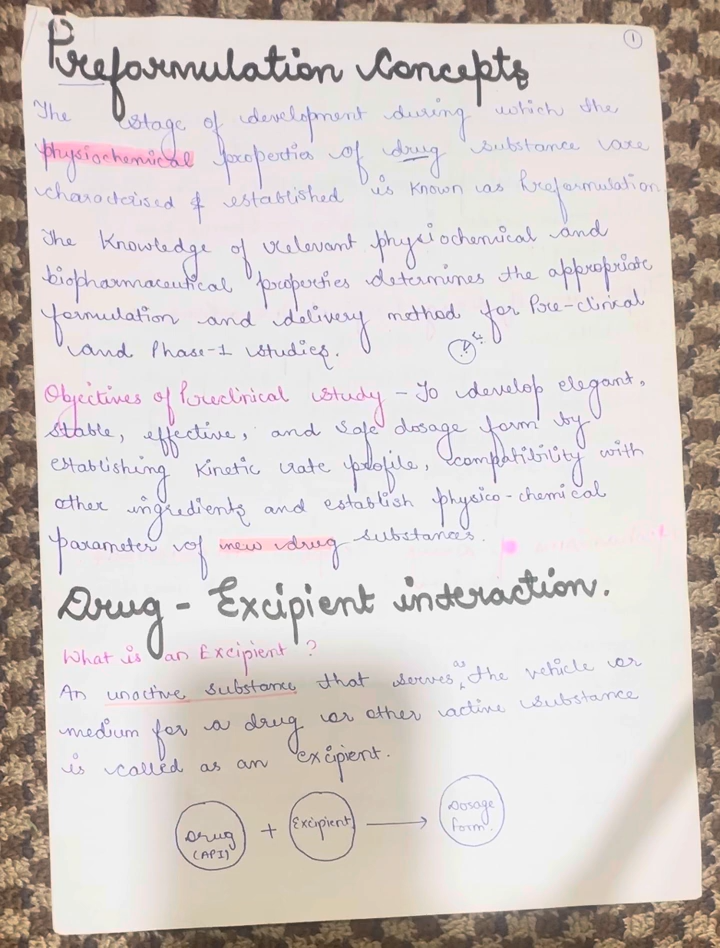 1
Preformulation Concepts
The stage of development during which the
physiochemical properties of drug substance are
characterised & established is known as Preformulation
The Knowledge of relevant physiochemical and
biopharmaceutical properties determines the appropriate
formulation and delivery method for Pre-clinical
and Phase-1 studies.
Objectives of Preclinical study - To develop elegant,
stable, effective, and safe dosage form by
establishing Kinetic rate profile, compatibility with
other ingredients and establish physico-chemical
parameter of new drug substances.
Drug - Excipient interaction.
What is an Excipient ?
An unactive substance that serves as the vehicle or
medium for a drug or other active substance
is called as an excipient.
Drug (API) + Excipient → Dosage form.